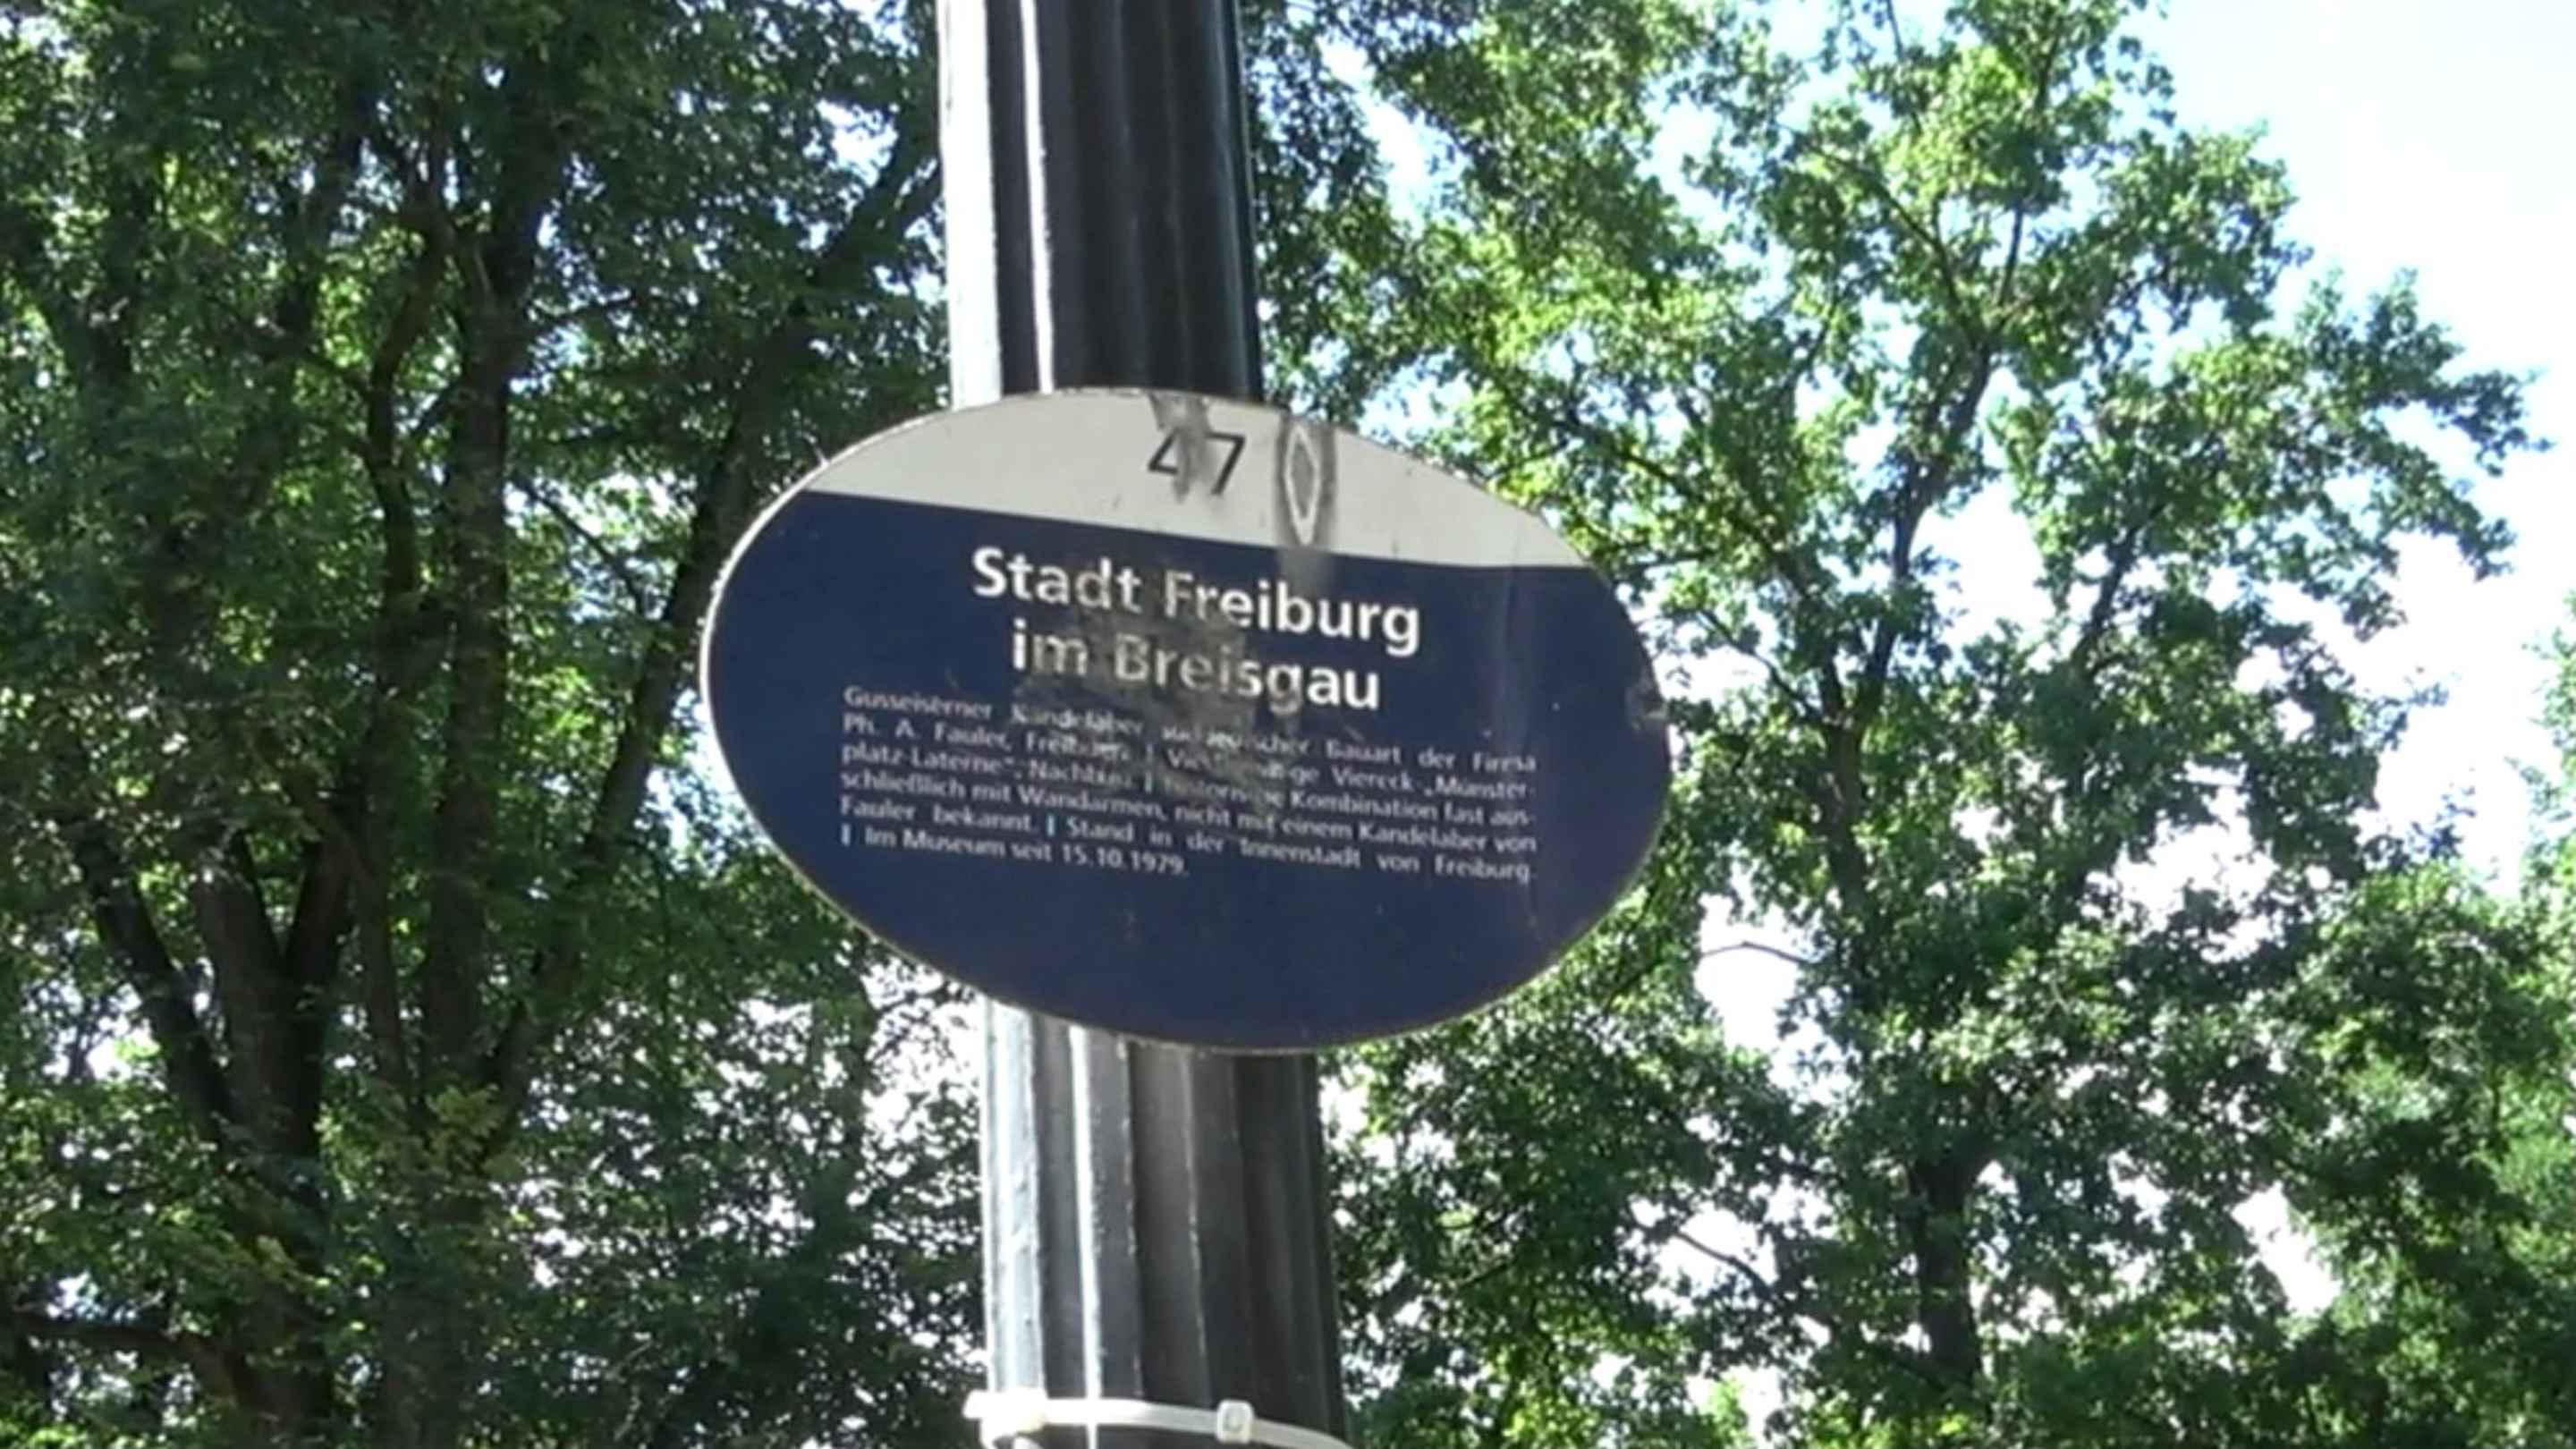 47
Stadt Freiburg
im Breisgau
Gusseiserner Kandelaber Bauart der Firma
Ph. A. Fauler, Freiburg. | Viereck „Münster-
platz-Laterne“, Nachbau. | Historische Kombination fast aus-
schließlich mit Wandarmen, nicht mit einem Kandelaber von
Fauler bekannt. | Stand in der Innenstadt von Freiburg.
| Im Museum seit 15.10.1979.